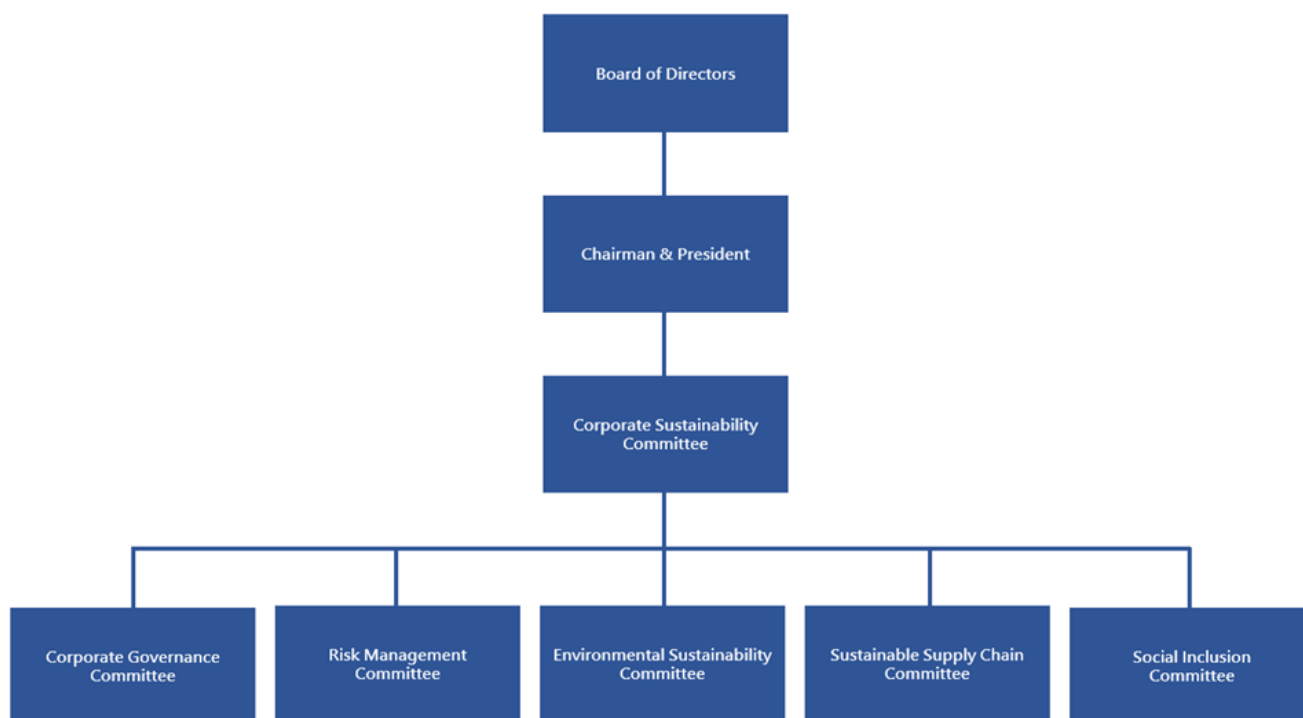 Board of Directors
Chairman & President
Corporate Sustainability
Committee
Corporate Governance
Committee
Risk Management
Committee
Environmental Sustainability
Committee
Sustainable Supply Chain
Committee
Social Inclusion
Committee